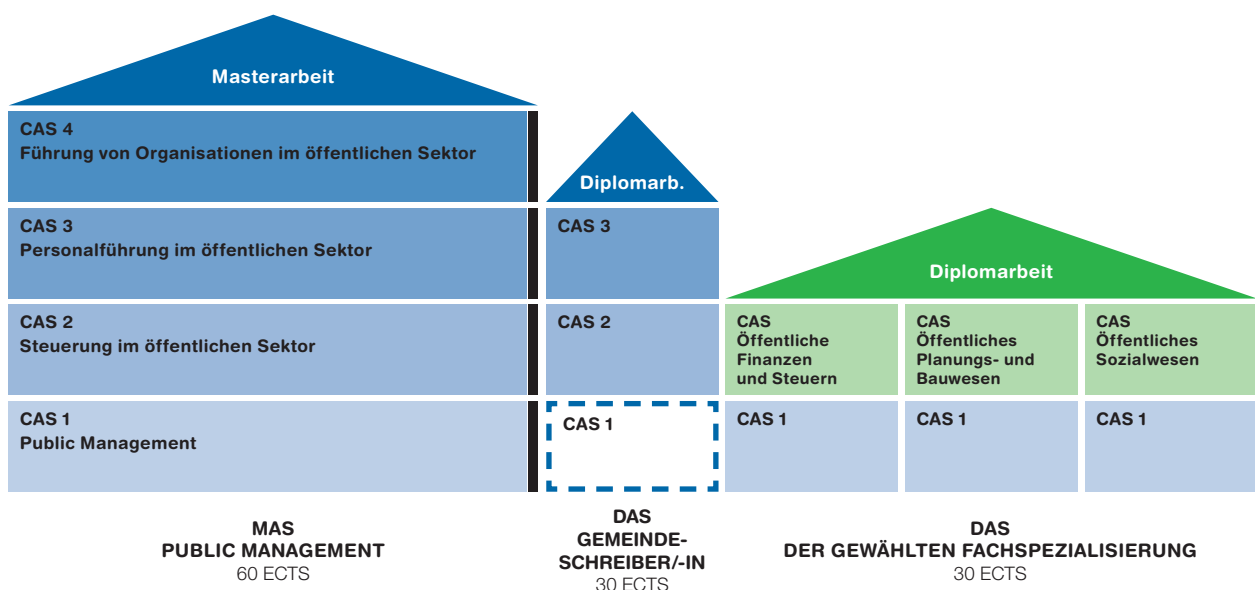 Masterarbeit
CAS 4
Führung von Organisationen im öffentlichen Sektor
Diplomarb.
CAS 3
Personalführung im öffentlichen Sektor
CAS 3
Diplomarbeit
CAS 2
Steuerung im öffentlichen Sektor
CAS 2
CAS
Öffentliche
Finanzen
und Steuern
CAS
Öffentliches
Planungs- und
Bauwesen
CAS
Öffentliches
Sozialwesen
CAS 1
Public Management
CAS 1
CAS 1
CAS 1
CAS 1
MAS
PUBLIC MANAGEMENT
60 ECTS
DAS
GEMEINDE-
SCHREIBER/-IN
30 ECTS
DAS
DER GEWÄHLTEN FACHSPEZIALISIERUNG
30 ECTS